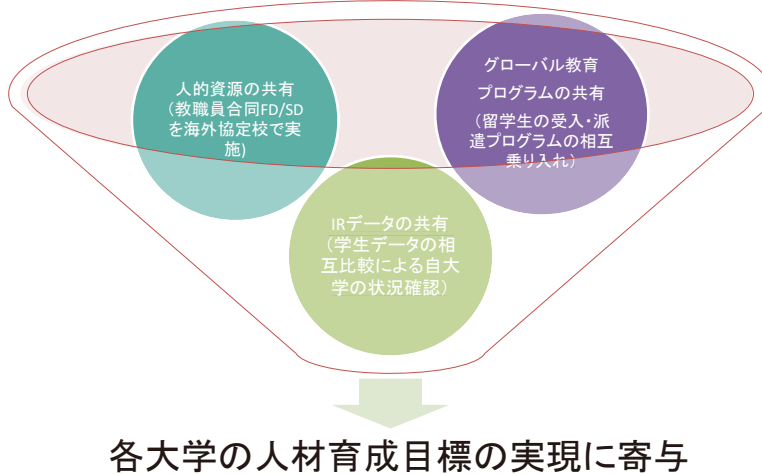 人的資源の共有
（教職員合同FD/SD
を海外協定校で実
施)
グローバル教育
プログラムの共有
（留学生の受入・派
遣プログラムの相互
乗り入れ）
IRデータの共有
（学生データの相
互比較による自大
学の状況確認）
各大学の人材育成目標の実現に寄与